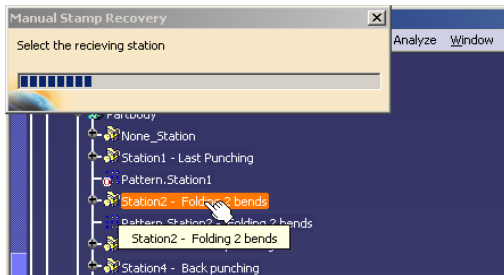 Manual Stamp Recovery
Select the recieving station
Analyze Window
Partbody
None_Station
Station1 - Last Punching
Pattern.Station1
Station2 - Folding 2 bends
Pattern.Station2 - Folding 2 bends
Station2 - Folding 2 bends
Station4 - Back punching